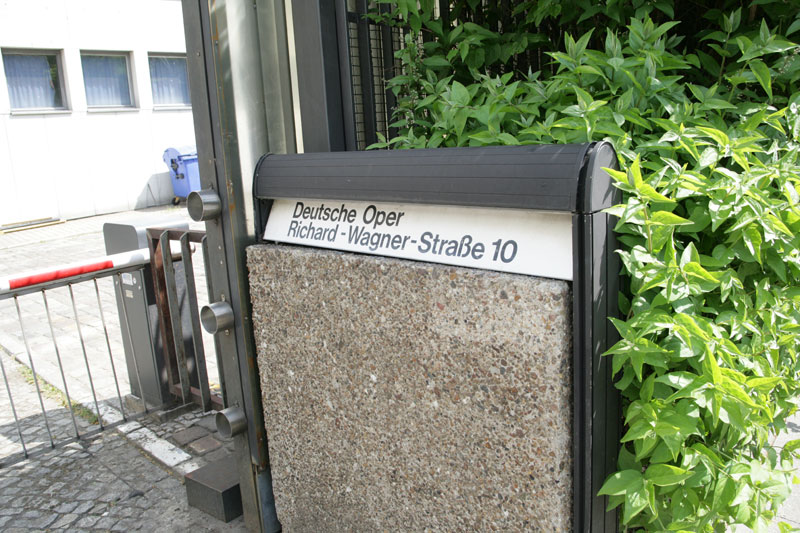 Deutsche Oper
Richard-Wagner-Straße 10